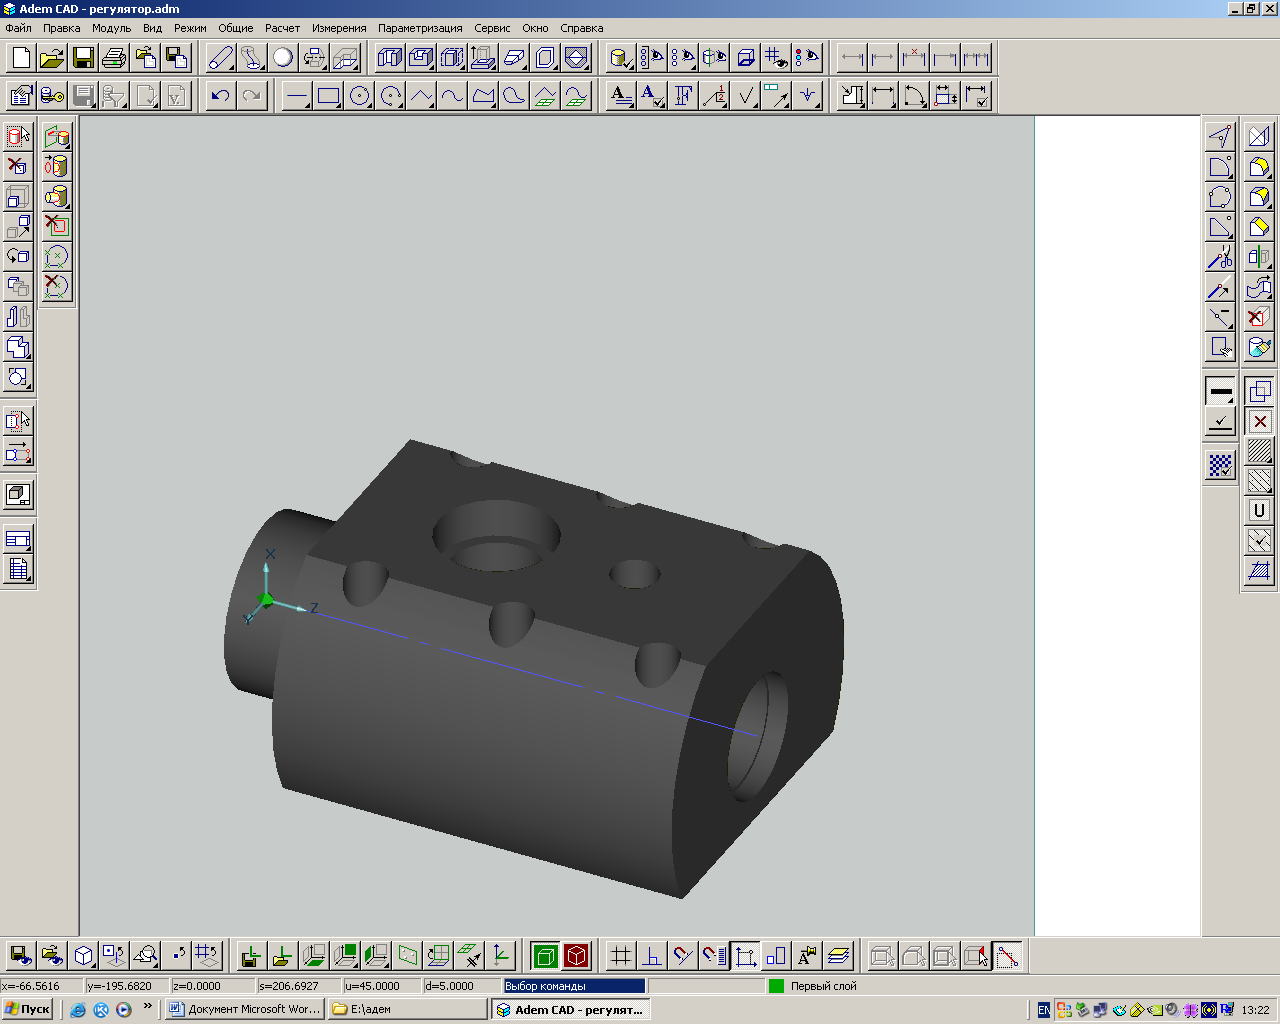 Adem CAD - регулятор.adm
Файл Правка Модуль Вид Режим Общие Расчет Измерения Параметризация Сервис Окно Справка
X
Z
Y
x=-66.5616 y=-195.6820 z=0.0000 s=206.6927 u=45.0000 d=5.0000 Выбор команды Первый слой
Пуск » Документ Microsoft Wor... E:\адем Adem CAD - регулят... EN 13:22